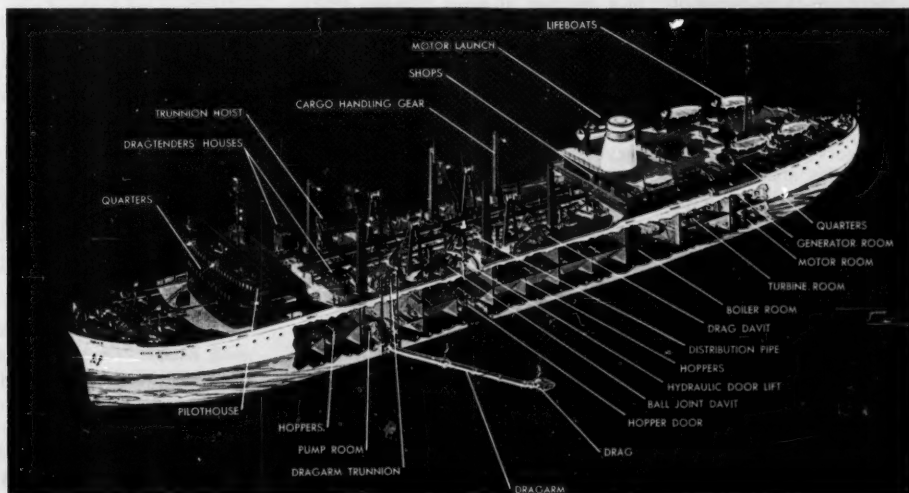 LIFEBOATS
MOTOR LAUNCH
SHOPS
CARGO HANDLING GEAR
TRUNNION HOIST
DRAGTENDERS' HOUSES
QUARTERS
QUARTERS
GENERATOR ROOM
MOTOR ROOM
TURBINE ROOM
BOILER ROOM
DRAG DAVIT
DISTRIBUTION PIPE
HOPPERS
HYDRAULIC DOOR LIFT
BALL JOINT DAVIT
HOPPER DOOR
PILOTHOUSE
HOPPERS
PUMP ROOM
DRAG
DRAGARM TRUNNION
DRAGARM